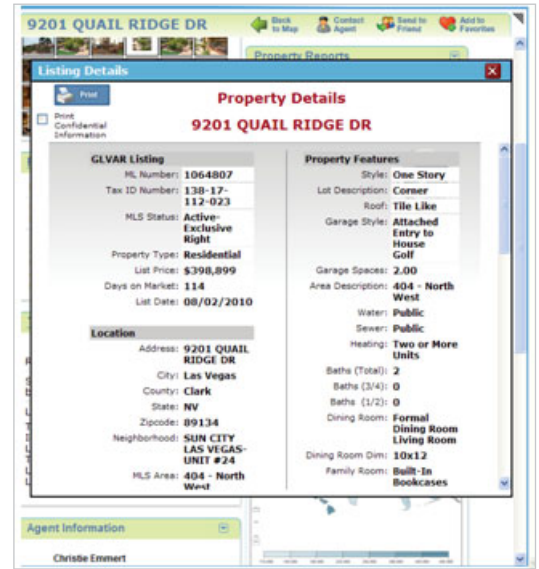 9201 QUAIL RIDGE DR
Back to Map
Contact Agent
Send to Friend
Add to Favorites
Property Reports
Listing Details
Print
Print Confidential Information
Property Details
9201 QUAIL RIDGE DR
GLVAR Listing
ML Number: 1064807
Tax ID Number: 138-17-
112-023
MLS Status: Active-
Exclusive
Right
Property Type: Residential
List Price: $398,899
Days on Market: 114
List Date: 08/02/2010
Location
Address: 9201 QUAIL
RIDGE DR
City: Las Vegas
County: Clark
State: NV
Zipcode: 89134
Neighborhood: SUN CITY
LAS VEGAS-
UNIT #24
MLS Area: 404 - North
West
Property Features
Style: One Story
Lot Description: Corner
Roof: Tile Like
Garage Style: Attached
Entry to
House
Golf
Garage Spaces: 2.00
Area Description: 404 - North
West
Water: Public
Sewer: Public
Heating: Two or More
Units
Baths (Total): 2
Baths (3/4): 0
Baths (1/2): 0
Dining Room: Formal
Dining Room
Living Room
Dining Room Dim: 10x12
Family Room: Built-In
Bookcases
Agent Information
Christie Emmert